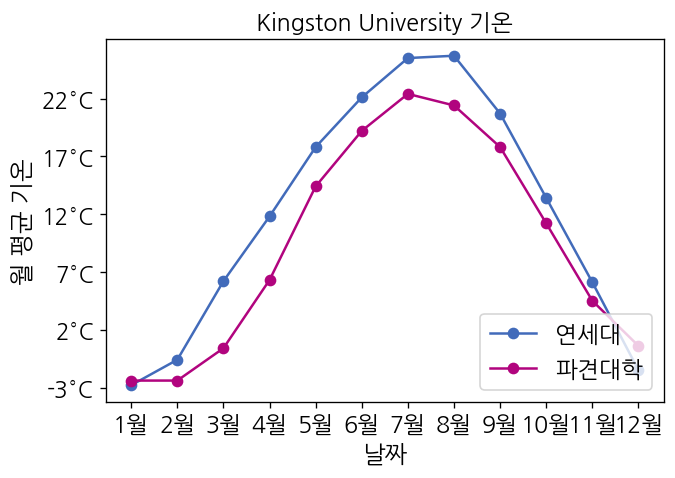 Kingston University 기온
월 평균 기온
22°C
17°C
12°C
7°C
2°C
-3°C
연세대
파견대학
1월 2월 3월 4월 5월 6월 7월 8월 9월 10월 11월 12월
날짜